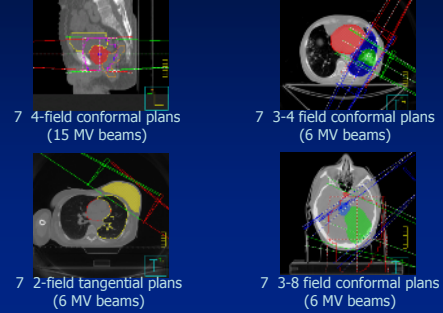 7 4-field conformal plans
(15 MV beams)
7 3-4 field conformal plans
(6 MV beams)
7 2-field tangential plans
(6 MV beams)
7 3-8 field conformal plans
(6 MV beams)